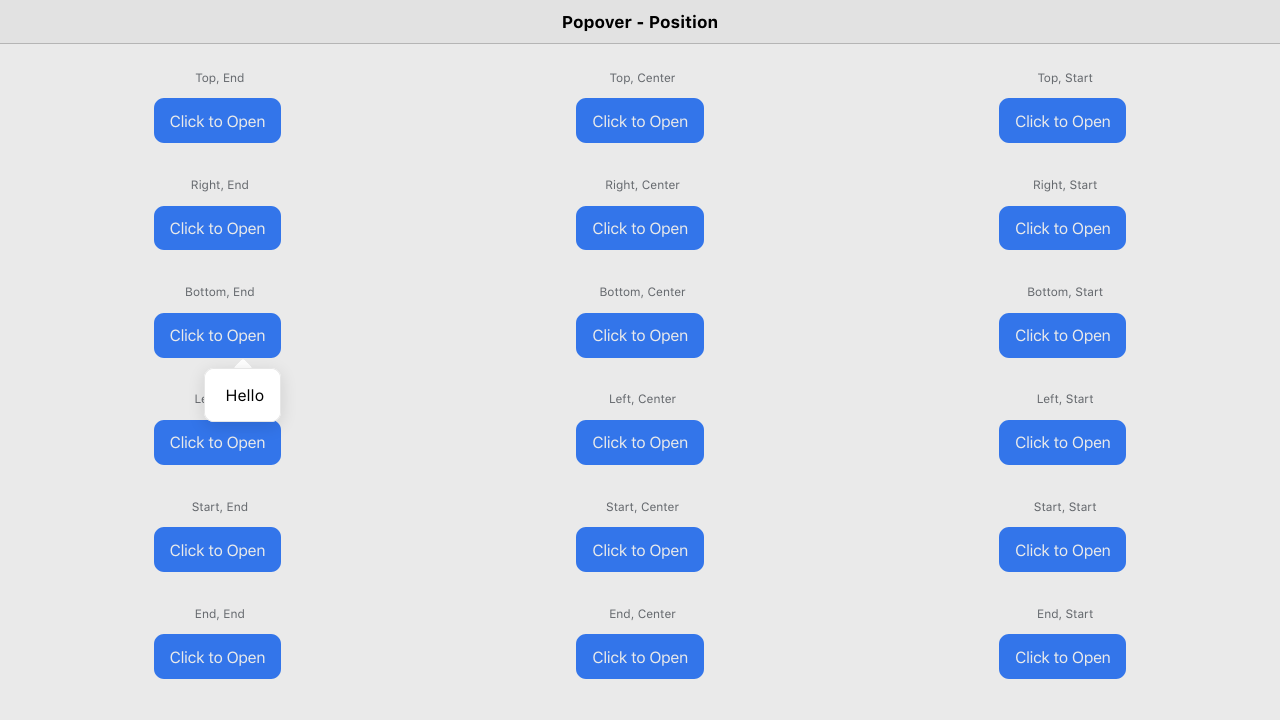 Popover - Position
Top, End
Top, Center
Top, Start
Click to Open
Click to Open
Click to Open
Right, End
Right, Center
Right, Start
Click to Open
Click to Open
Click to Open
Bottom, End
Bottom, Center
Bottom, Start
Click to Open
Click to Open
Click to Open
Hello
Left, Center
Left, Start
Click to Open
Click to Open
Click to Open
Start, End
Start, Center
Start, Start
Click to Open
Click to Open
Click to Open
End, End
End, Center
End, Start
Click to Open
Click to Open
Click to Open